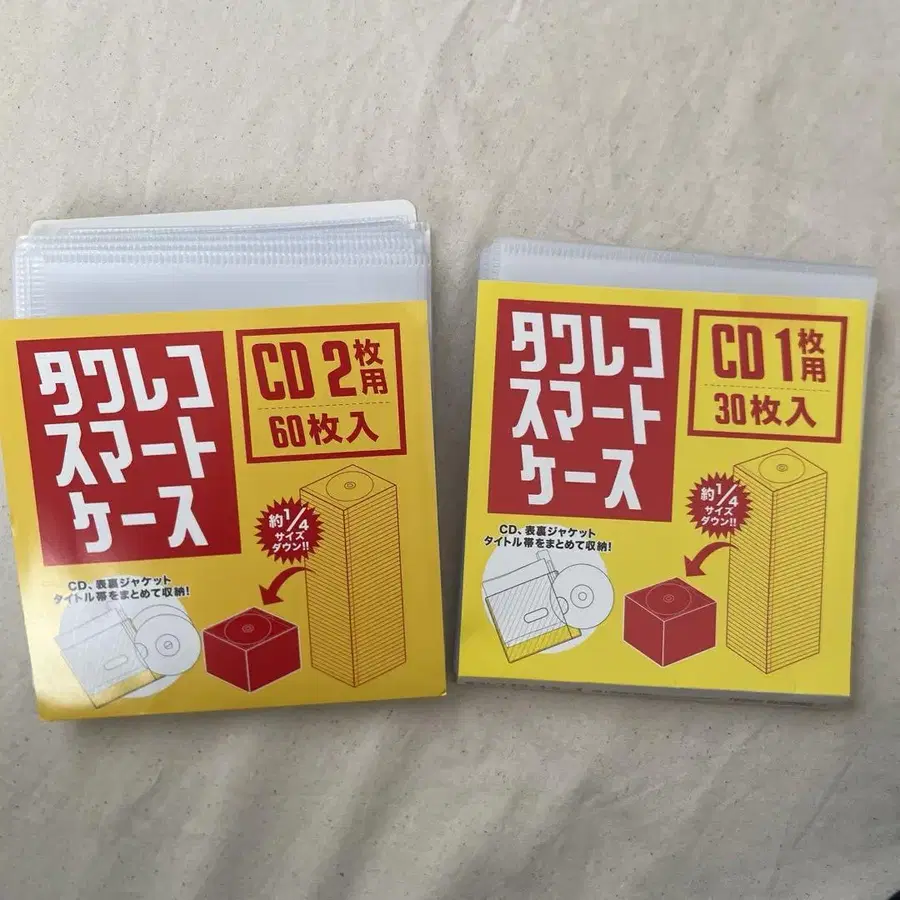 タワレコ
スマート
ケース
CD 2枚用
60枚入
約1/4
サイズ
ダウン!!
CD、表裏ジャケット
タイトル帯をまとめて収納!
タワレコ
スマート
ケース
CD 1枚用
30枚入
約1/4
サイズ
ダウン!!
CD、表裏ジャケット
タイトル帯をまとめて収納!